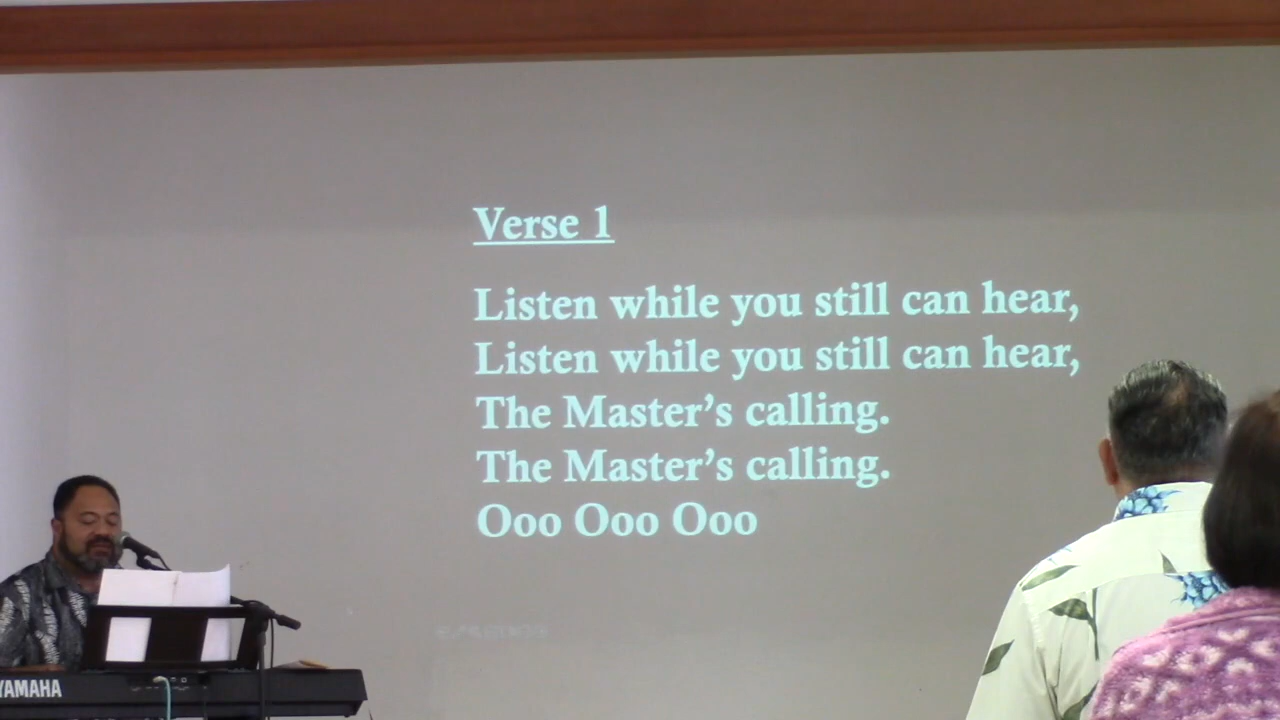 Verse 1
Listen while you still can hear,
Listen while you still can hear,
The Master’s calling.
The Master’s calling.
Ooo Ooo Ooo
YAMAHA